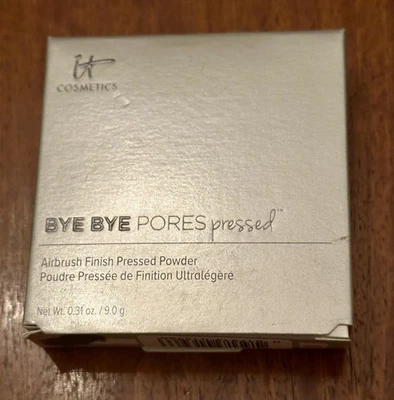 it
COSMETICS
BYE BYE PORES pressed™
Airbrush Finish Pressed Powder
Poudre Pressée de Finition Ultralégère
Net Wt. 0.31 oz. / 9.0 g